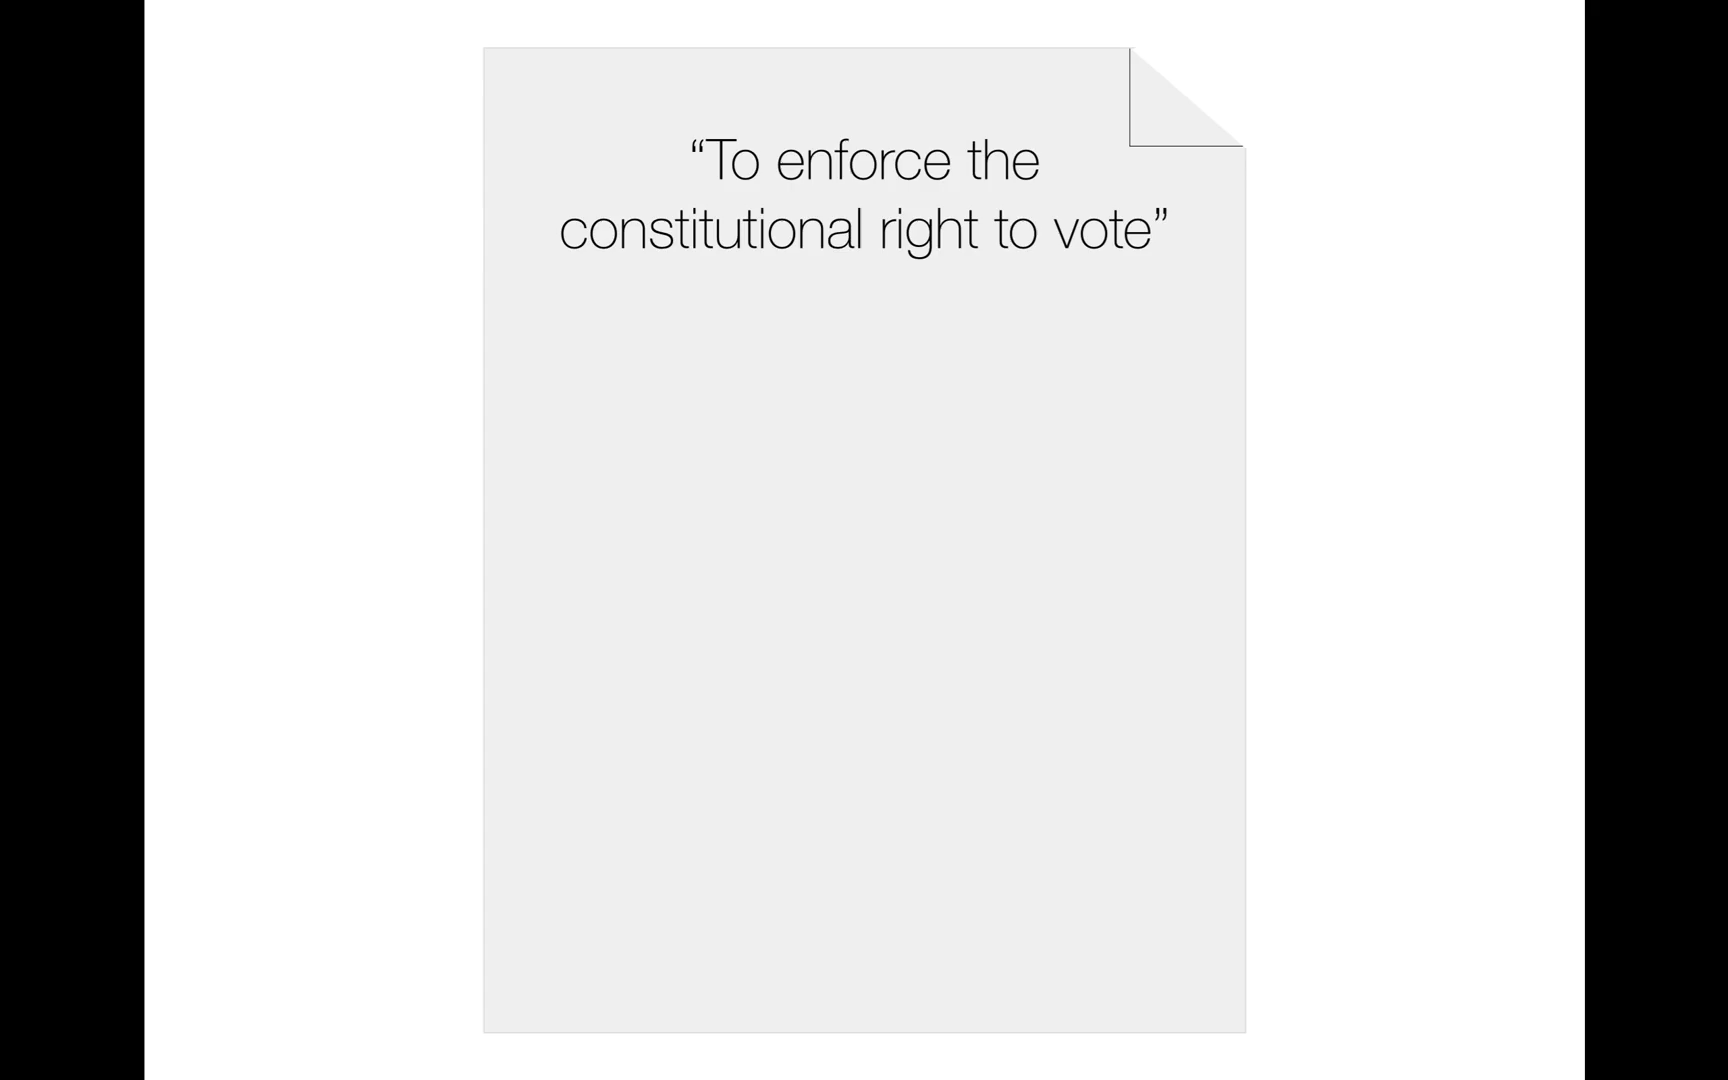 “To enforce the
constitutional right to vote”